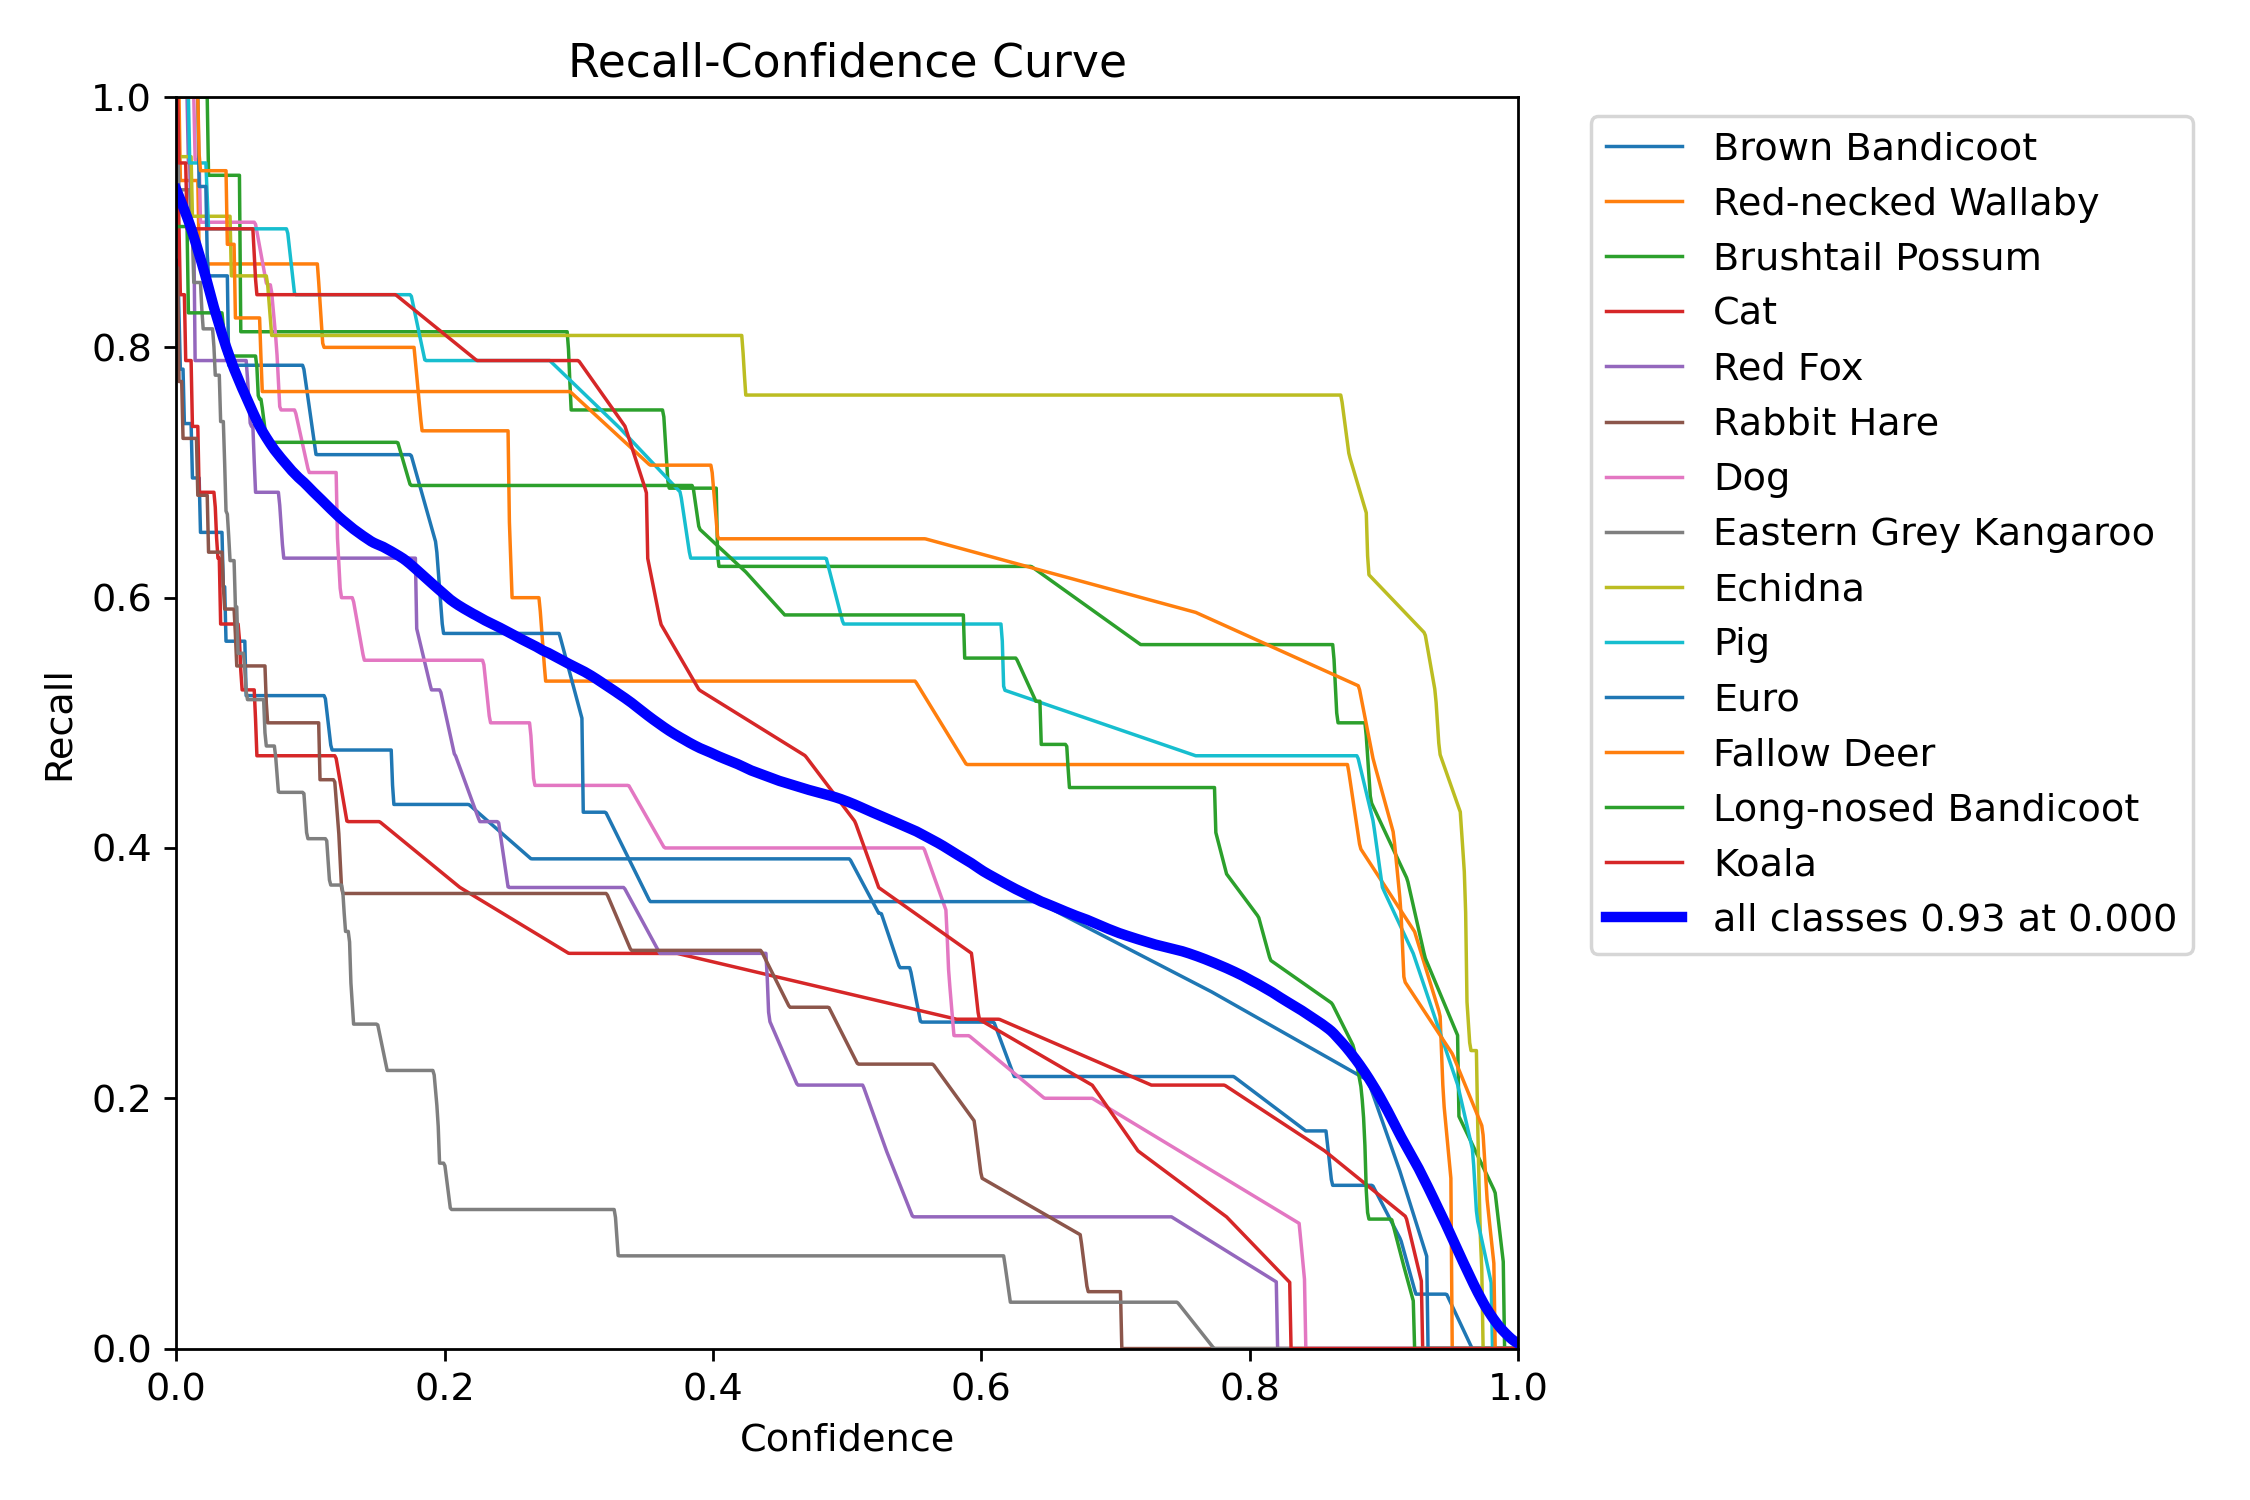 Recall-Confidence Curve
1.0
0.8
0.6
0.4
0.2
0.0
Recall
0.0 0.2 0.4 0.6 0.8 1.0
Confidence
Brown Bandicoot
Red-necked Wallaby
Brushtail Possum
Cat
Red Fox
Rabbit Hare
Dog
Eastern Grey Kangaroo
Echidna
Pig
Euro
Fallow Deer
Long-nosed Bandicoot
Koala
all classes 0.93 at 0.000